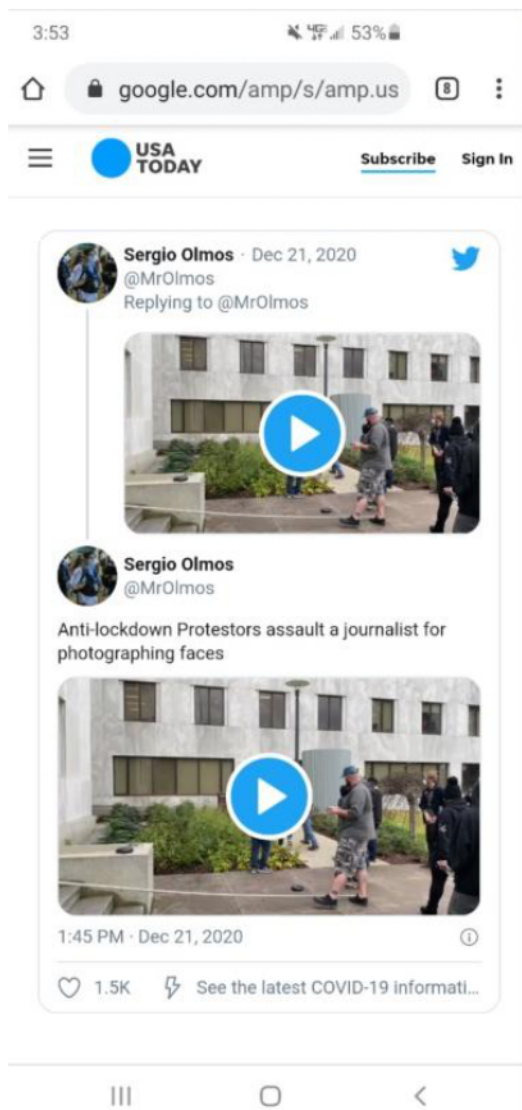 3:53 53%
google.com/amp/s/amp.us 8
USA
TODAY
Subscribe Sign In
Sergio Olmos · Dec 21, 2020
@MrOlmos
Replying to @MrOlmos
Sergio Olmos
@MrOlmos
Anti-lockdown Protestors assault a journalist for
photographing faces
1:45 PM · Dec 21, 2020
1.5K See the latest COVID-19 informati...